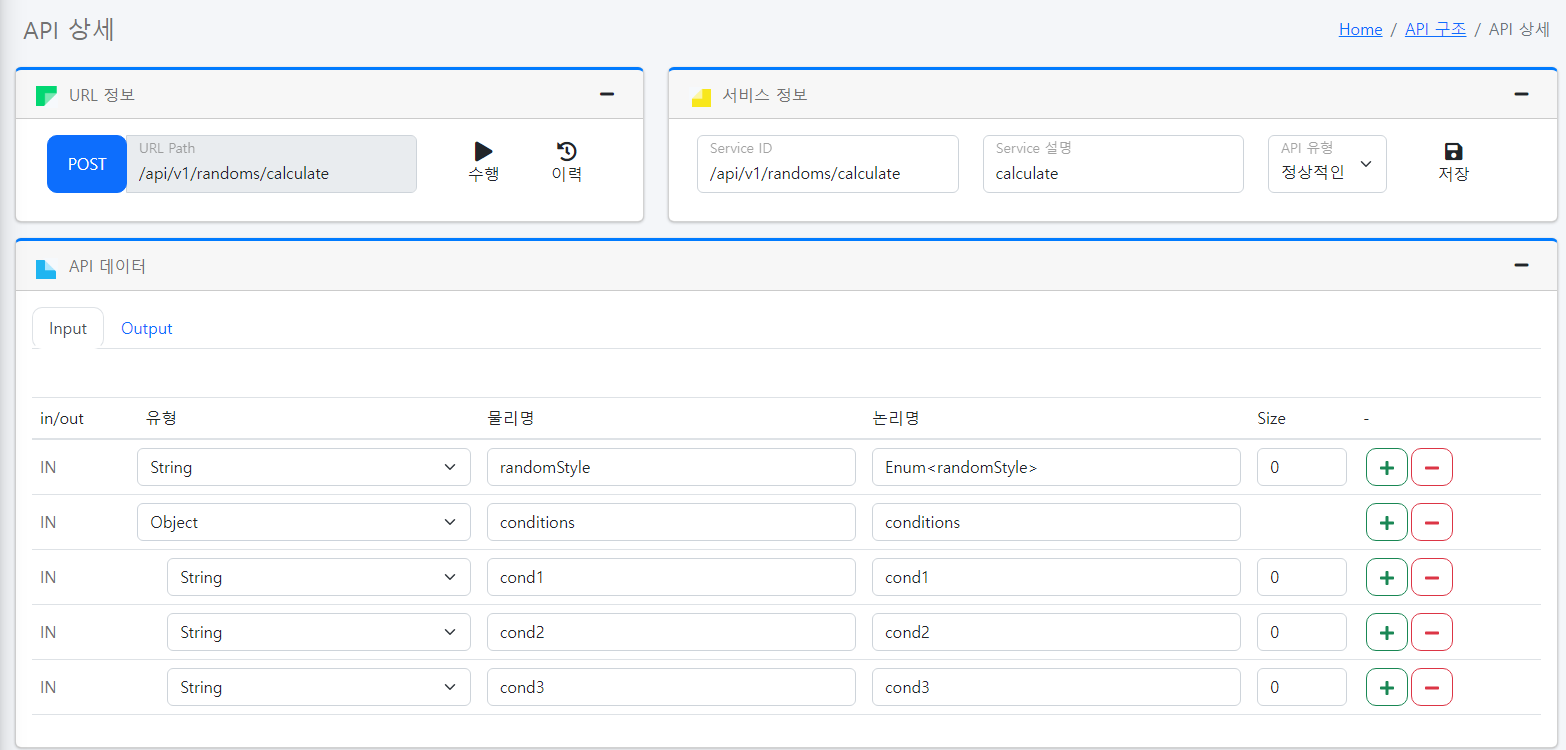 API 상세
Home / API 구조 / API 상세
URL 정보
POST
URL Path
/api/v1/randoms/calculate
수행
이력
서비스 정보
Service ID
/api/v1/randoms/calculate
Service 설명
calculate
API 유형
정상적인
저장
API 데이터
Input Output
in/out 유형 물리명 논리명 Size -
IN String randomStyle Enum<randomStyle> 0
IN Object conditions conditions
IN String cond1 cond1 0
IN String cond2 cond2 0
IN String cond3 cond3 0